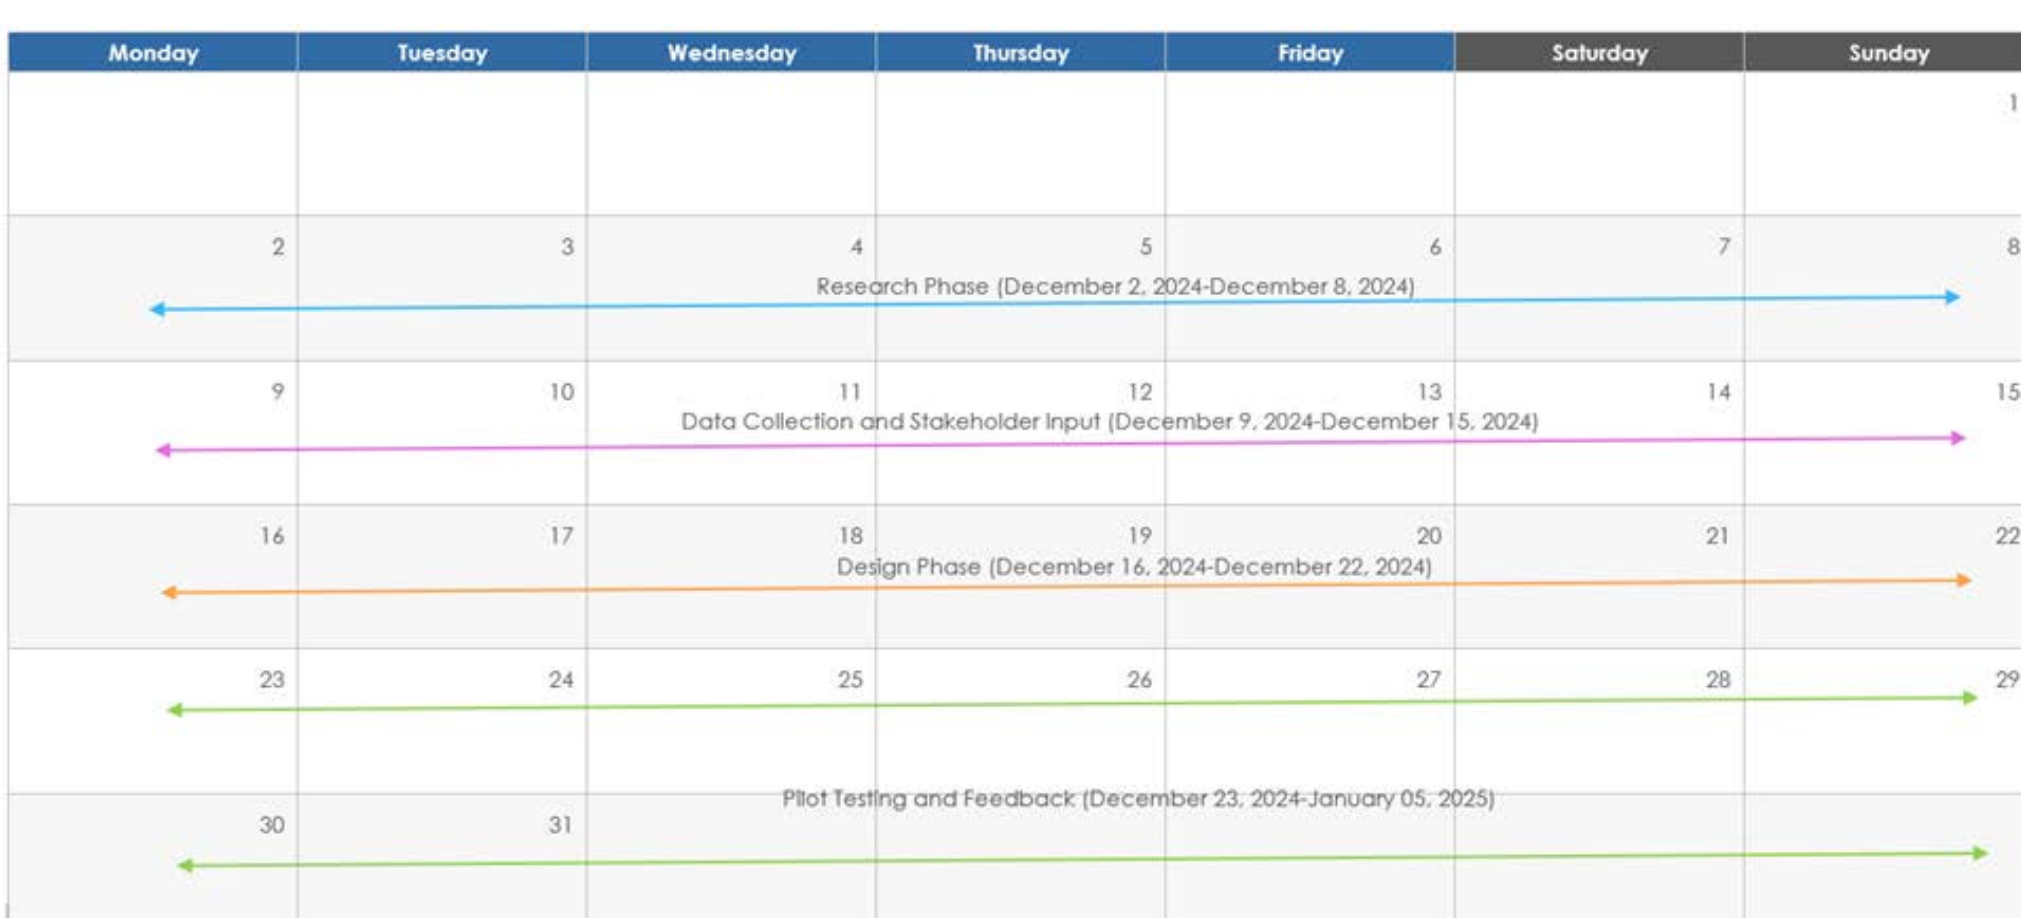 Monday Tuesday Wednesday Thursday Friday Saturday Sunday
1
2 3 4 5 6 7 8
Research Phase (December 2, 2024-December 8, 2024)
9 10 11 12 13 14 15
Data Collection and Stakeholder Input (December 9, 2024-December 15, 2024)
16 17 18 19 20 21 22
Design Phase (December 16, 2024-December 22, 2024)
23 24 25 26 27 28 29
Pilot Testing and Feedback (December 23, 2024-January 05, 2025)
30 31